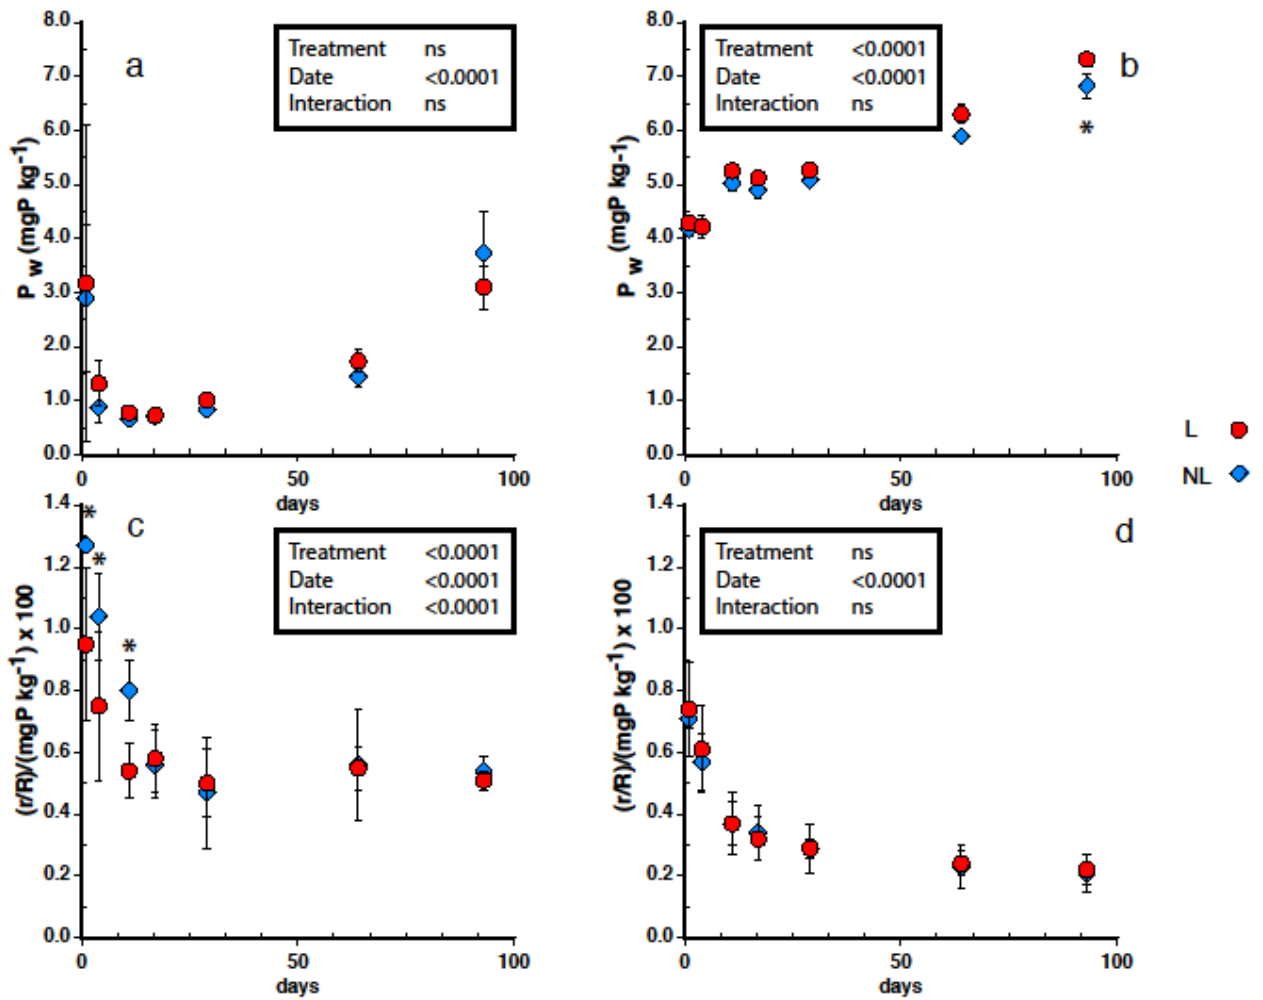 a
Treatment ns
Date <0.0001
Interaction ns
8.0
7.0
6.0
5.0
4.0
3.0
2.0
1.0
0.0
P w (mgP kg-1)
0 50 100
days
b
Treatment <0.0001
Date <0.0001
Interaction ns
8.0
7.0
6.0
5.0
4.0
3.0
2.0
1.0
0.0
P w (mgP kg-1)
*
0 50 100
days
L
NL
c
Treatment <0.0001
Date <0.0001
Interaction <0.0001
1.4
1.2
1.0
0.8
0.6
0.4
0.2
0.0
(r/R)/(mgP kg-1) x 100
*
*
*
0 50 100
days
d
Treatment ns
Date <0.0001
Interaction ns
1.4
1.2
1.0
0.8
0.6
0.4
0.2
0.0
(r/R)/(mgP kg-1) x 100
0 50 100
days